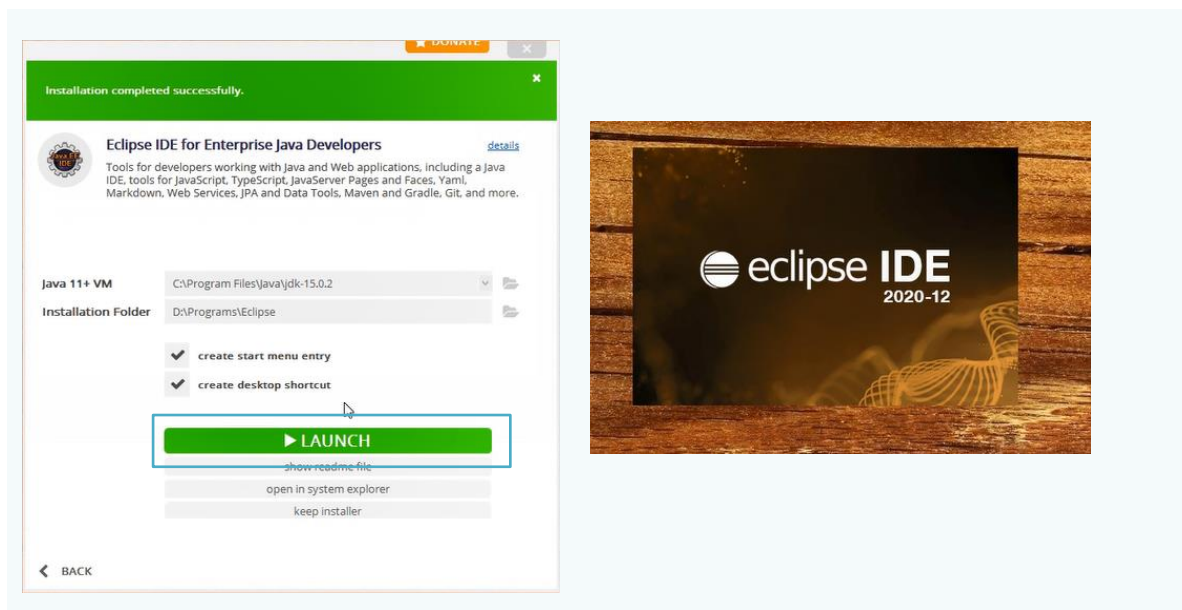 DONATE
Installation completed successfully.
Java EE
IDE
Eclipse IDE for Enterprise Java Developers
details
Tools for developers working with Java and Web applications, including a Java
IDE, tools for JavaScript, TypeScript, JavaServer Pages and Faces, Yaml,
Markdown, Web Services, JPA and Data Tools, Maven and Gradle, Git, and more.
Java 11+ VM
C:\Program Files\Java\jdk-15.0.2
Installation Folder
D:\Programs\Eclipse
create start menu entry
create desktop shortcut
LAUNCH
show readme file
open in system explorer
keep installer
BACK
eclipse IDE
2020-12